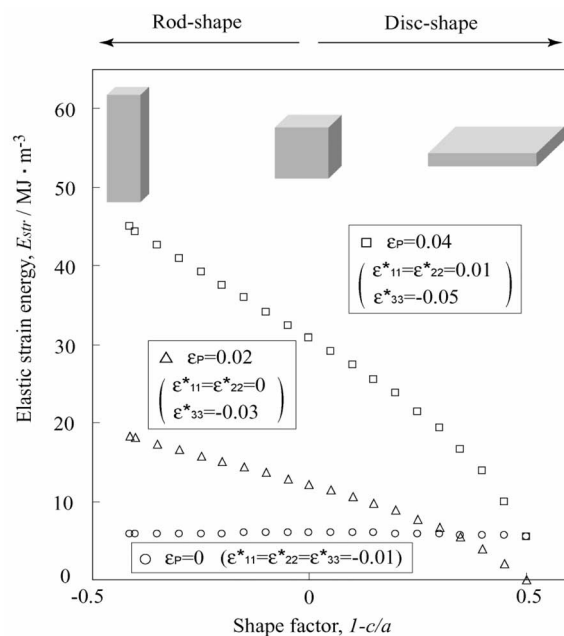 Rod-shape Disc-shape
60
50
40
30
20
10
0
Elastic strain energy, Estr / MJ・m⁻³
□ εP=0.04
ε*11=ε*22=0.01
ε*33=-0.05
△ εP=0.02
ε*11=ε*22=0
ε*33=-0.03
○ εP=0 (ε*11=ε*22=ε*33=-0.01)
-0.5 0 0.5
Shape factor, 1-c/a